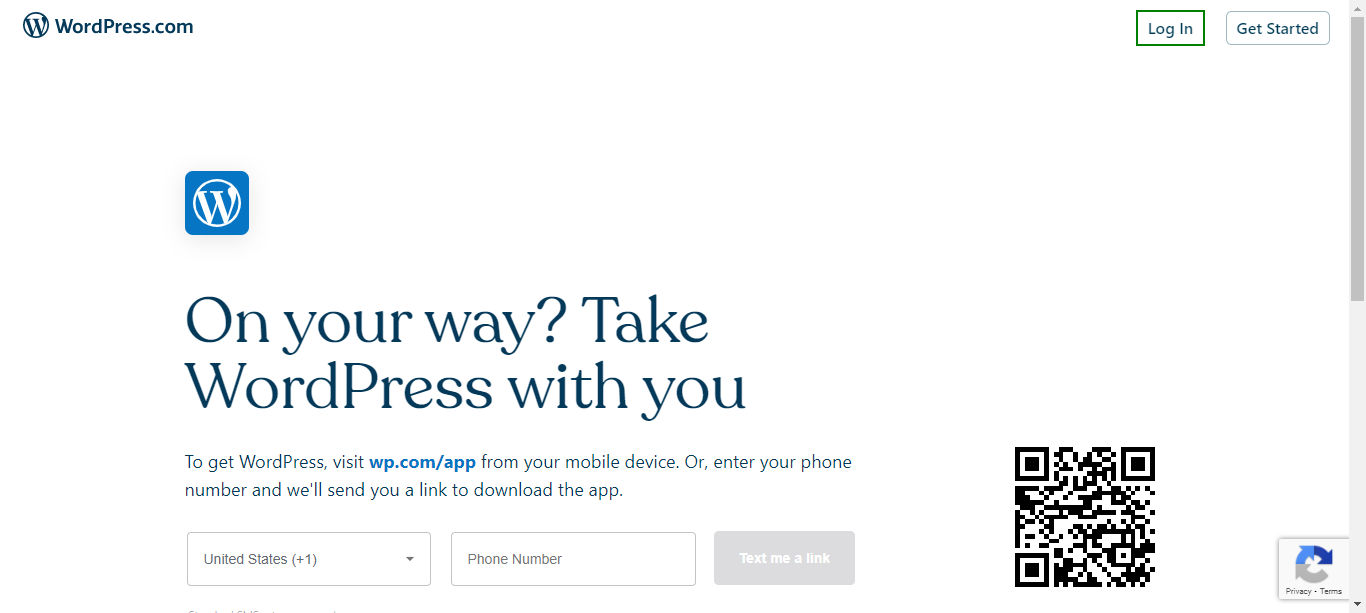 WordPress.com
Log In
Get Started
On your way? Take
WordPress with you
To get WordPress, visit wp.com/app from your mobile device. Or, enter your phone
number and we'll send you a link to download the app.
United States (+1)
Phone Number
Text me a link
Privacy - Terms